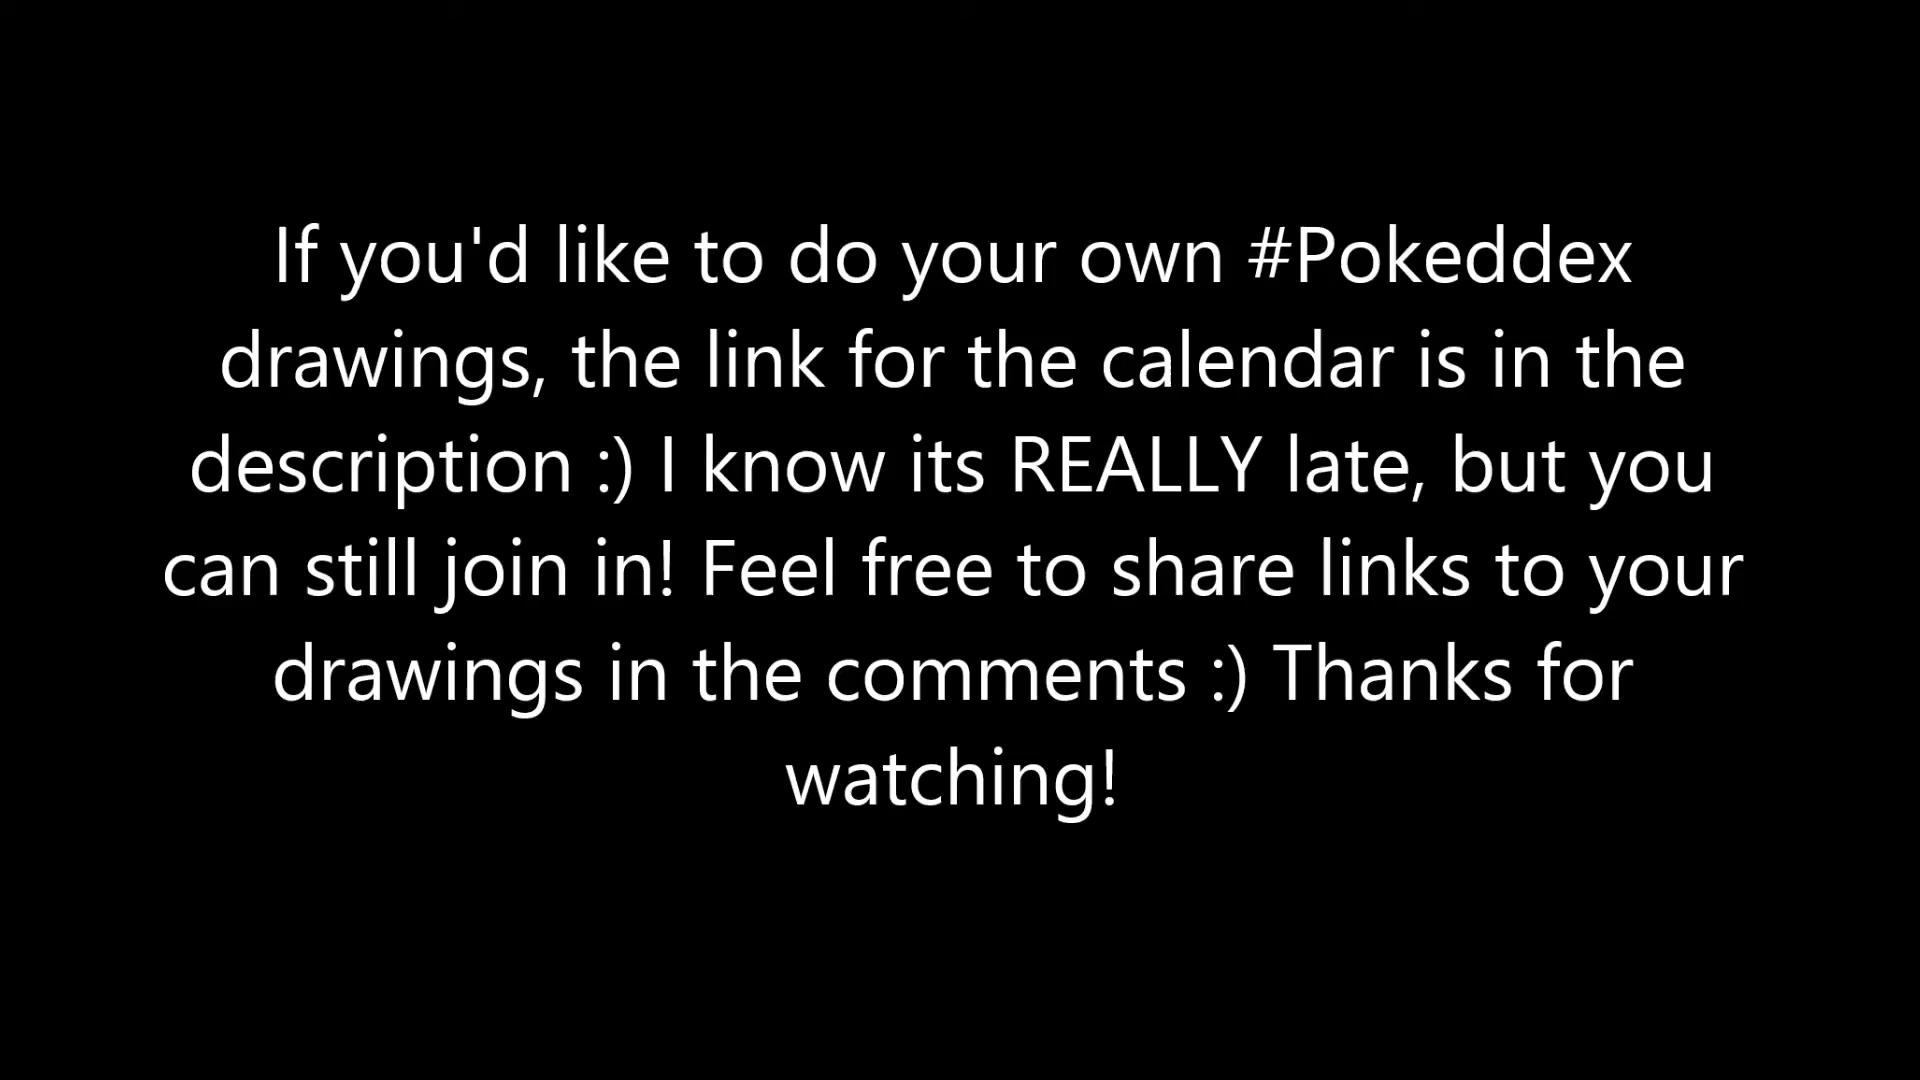 If you'd like to do your own #Pokeddex
drawings, the link for the calendar is in the
description :) I know its REALLY late, but you
can still join in! Feel free to share links to your
drawings in the comments :) Thanks for
watching!